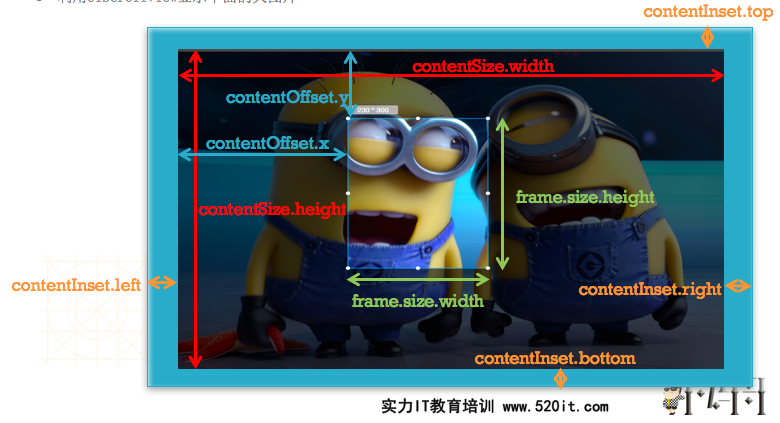 contentInset.top
contentSize.width
contentOffset.y
230 * 300
contentOffset.x
frame.size.height
contentSize.height
contentInset.left
contentInset.right
frame.size.width
contentInset.bottom
实力IT教育培训 www.520it.com